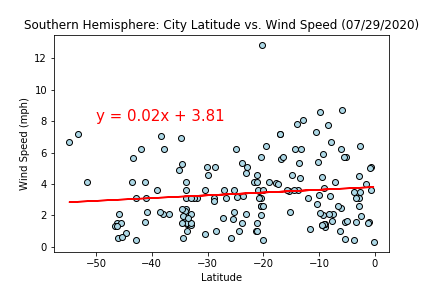 Southern Hemisphere: City Latitude vs. Wind Speed (07/29/2020)
12
10
8
6
4
2
0
Wind Speed (mph)
y = 0.02x + 3.81
−50 −40 −30 −20 −10 0
Latitude